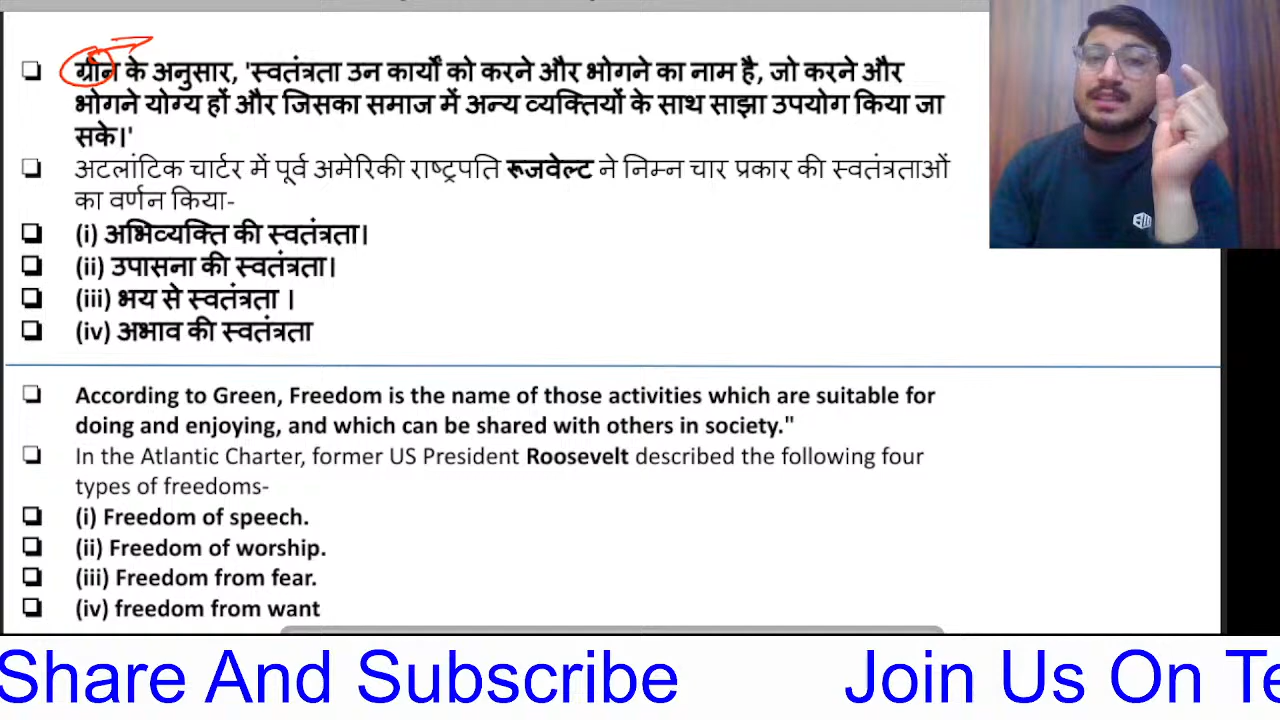 ग्रीन के अनुसार, 'स्वतंत्रता उन कार्यों को करने और भोगने का नाम है, जो करने और
भोगने योग्य हों और जिसका समाज में अन्य व्यक्तियों के साथ साझा उपयोग किया जा
सके।'
अटलांटिक चार्टर में पूर्व अमेरिकी राष्ट्रपति रूजवेल्ट ने निम्न चार प्रकार की स्वतंत्रताओं
का वर्णन किया-
(i) अभिव्यक्ति की स्वतंत्रता।
(ii) उपासना की स्वतंत्रता।
(iii) भय से स्वतंत्रता ।
(iv) अभाव की स्वतंत्रता
According to Green, Freedom is the name of those activities which are suitable for
doing and enjoying, and which can be shared with others in society."
In the Atlantic Charter, former US President Roosevelt described the following four
types of freedoms-
(i) Freedom of speech.
(ii) Freedom of worship.
(iii) Freedom from fear.
(iv) freedom from want
Share And Subscribe Join Us On Te